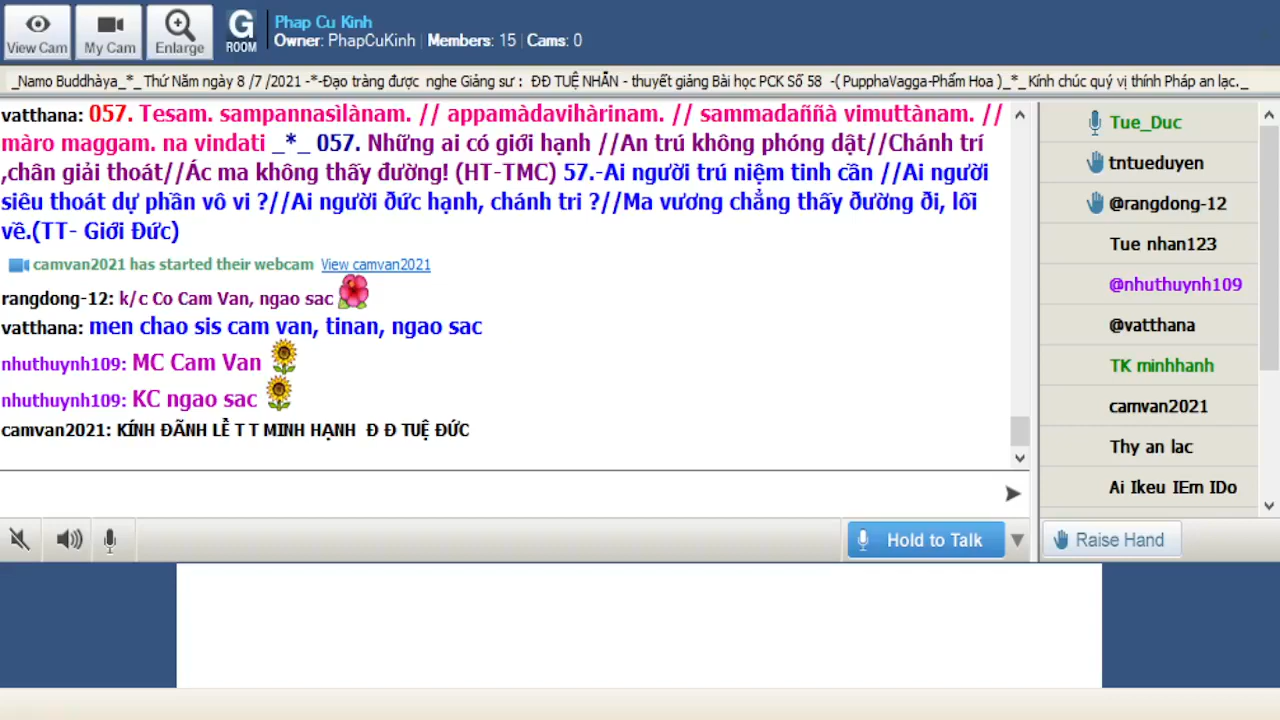 View Cam
My Cam
Enlarge
G
ROOM
Phap Cu Kinh
Owner: PhapCuKinh | Members: 15 | Cams: 0
_Namo Buddhàya_*_ Thứ Năm ngày 8 /7 /2021 -*-Đạo tràng được nghe Giảng sư : ĐĐ TUỆ NHẪN - thuyết giảng Bài học PCK Số 58 -( PupphaVagga-Phẩm Hoa )_*_Kính chúc quý vị thính Pháp an lạc._
vatthana: 057. Tesam. sampannasìlànam. // appamàdavihàrinam. // sammadaññà vimuttànam. //
màro maggam. na vindati _*_ 057. Những ai có giới hạnh //An trú không phóng dật//Chánh trí
,chân giải thoát//Ác ma không thấy đường! (HT-TMC) 57.-Ai người trú niệm tinh cần //Ai người
siêu thoát dự phần vô vi ?//Ai người ðức hạnh, chánh tri ?//Ma vương chẳng thấy ðường ði, lối
về.(TT- Giới Đức)
camvan2021 has started their webcam View camvan2021
rangdong-12: k/c Co Cam Van, ngao sac
vatthana: men chao sis cam van, tinan, ngao sac
nhuthuynh109: MC Cam Van
nhuthuynh109: KC ngao sac
camvan2021: KÍNH ĐÃNH LỄ T T MINH HẠNH Đ Đ TUỆ ĐỨC
Tue_Duc
tntueduyen
@rangdong-12
Tue nhan123
@nhuthuynh109
@vatthana
TK minhhanh
camvan2021
Thy an lac
Ai Ikeu IEm IDo
Hold to Talk
Raise Hand